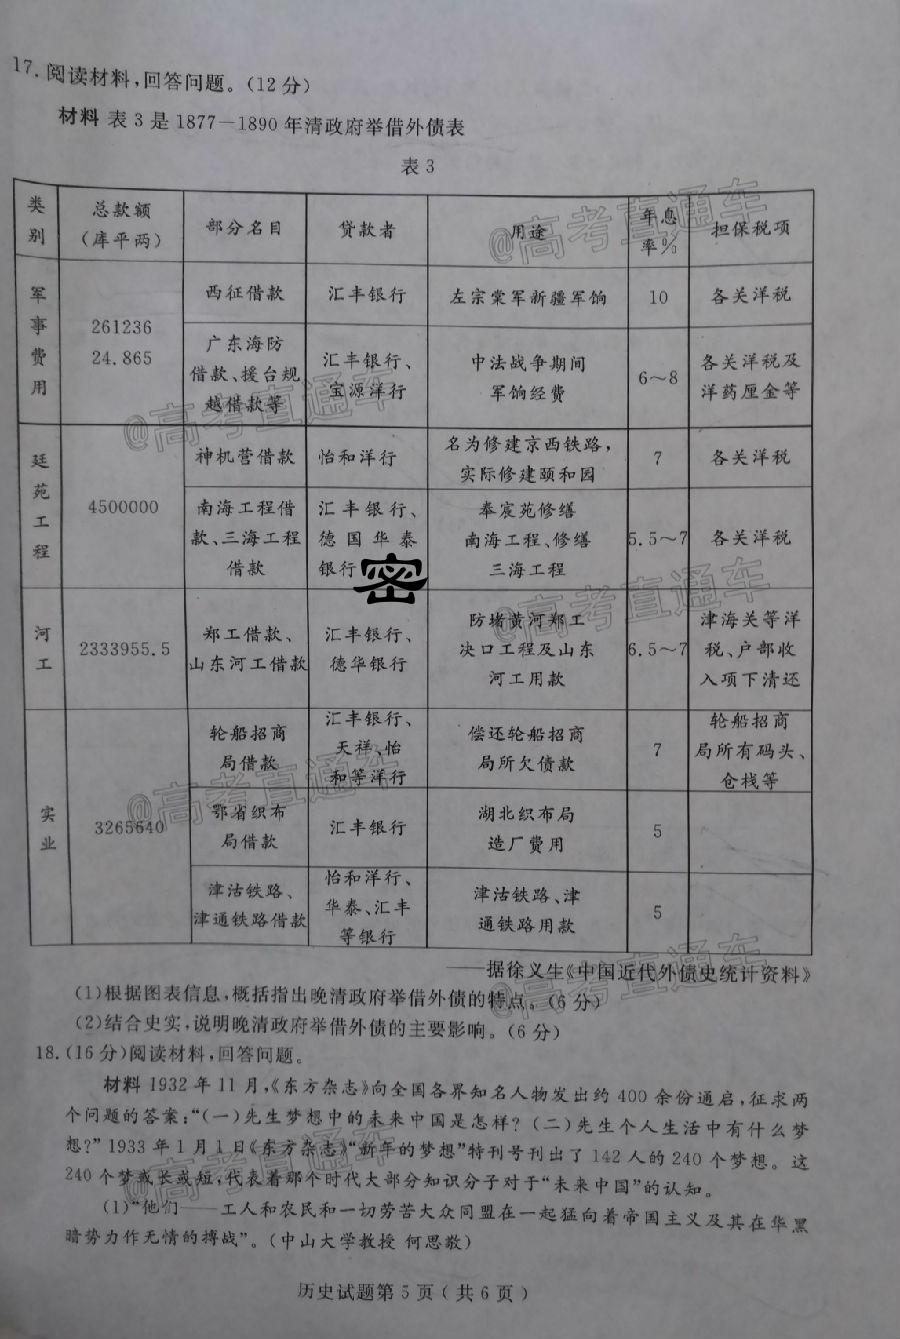 17.阅读材料,回答问题。(12分)
材料 表3是1877—1890年清政府举借外债表
表3
类别 总款额(库平两) 部分名目 贷款者 用途 年息率% 担保税项
军事费用 261236 24.865 西征借款 汇丰银行 左宗棠军新疆军饷 10 各关洋税
广东海防借款、援台规越借款等 汇丰银行、宝源洋行 中法战争期间军饷经费 6~8 各关洋税及洋药厘金等
廷苑工程 4500000 神机营借款 怡和洋行 名为修建京西铁路,实际修建颐和园 7 各关洋税
南海工程借款、三海工程借款 汇丰银行、德国华泰银行 奉宸苑修缮南海工程、修缮三海工程 5.5~7 各关洋税
密
河工 2333955.5 郑工借款、山东河工借款 汇丰银行、德华银行 防堵黄河郑工决口工程及山东河工用款 6.5~7 津海关等洋税、户部收入项下清还
实业 3265640 轮船招商局借款 汇丰银行、天祥、怡和等洋行 偿还轮船招商局所欠债款 7 轮船招商局所有码头、仓栈等
鄂省织布局借款 汇丰银行 湖北织布局造厂费用 5
津沽铁路、津通铁路借款 怡和洋行、华泰、汇丰等银行 津沽铁路、津通铁路用款 5
——据徐义生《中国近代外债史统计资料》
(1)根据图表信息,概括指出晚清政府举借外债的特点。(6分)
(2)结合史实,说明晚清政府举借外债的主要影响。(6分)
18.(16分)阅读材料,回答问题。
材料 1932年11月,《东方杂志》向全国各界知名人物发出约400余份通启,征求两
个问题的答案:“(一)先生梦想中的未来中国是怎样?(二)先生个人生活中有什么梦
想?”1933年1月1日《东方杂志》“新年的梦想”特刊号刊出了142人的240个梦想。这
240个梦或长或短,代表着那个时代大部分知识分子对于“未来中国”的认知。
(1)“他们——工人和农民和一切劳苦大众同盟在一起猛向着帝国主义及其在华黑
暗势力作无情的搏战”。(中山大学教授 何思敬)
历史试题第5页(共6页)
@高考直通车
@高考直通车
@高考直通车
@高考直通车
@高考直通车
@高考直通车